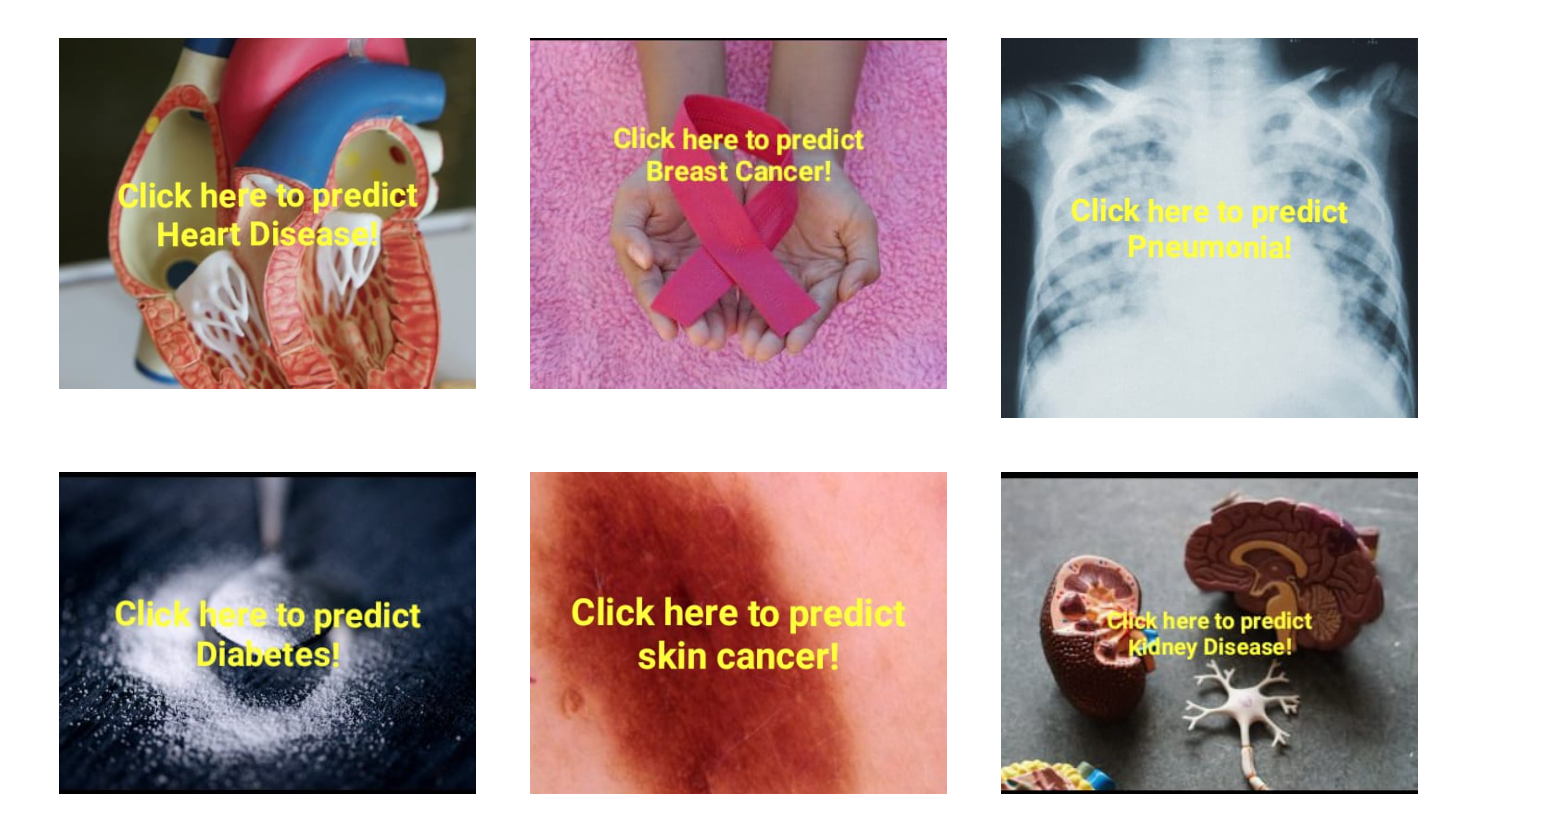 Click here to predict
Heart Disease!
Click here to predict
Breast Cancer!
Click here to predict
Pneumonia!
Click here to predict
Diabetes!
Click here to predict
skin cancer!
Click here to predict
Kidney Disease!